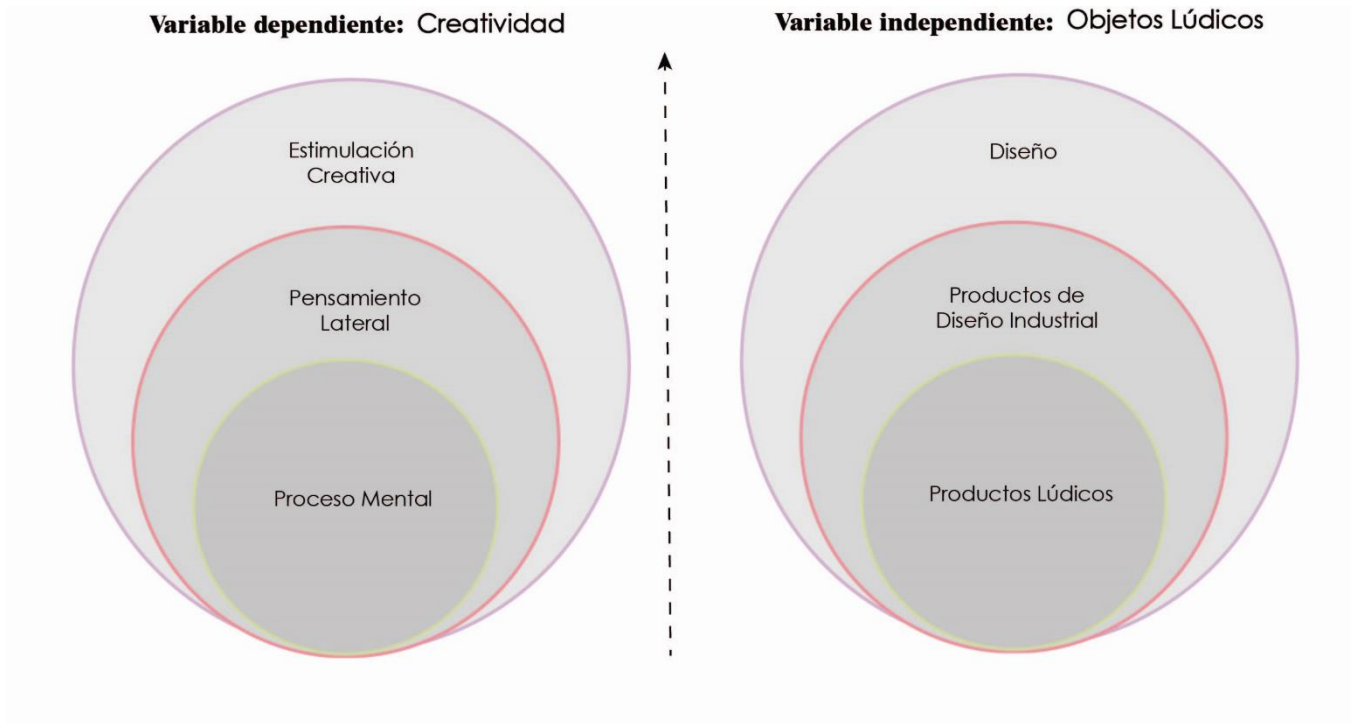 Variable dependiente: Creatividad
Estimulación
Creativa
Pensamiento
Lateral
Proceso Mental
Variable independiente: Objetos Lúdicos
Diseño
Productos de
Diseño Industrial
Productos Lúdicos